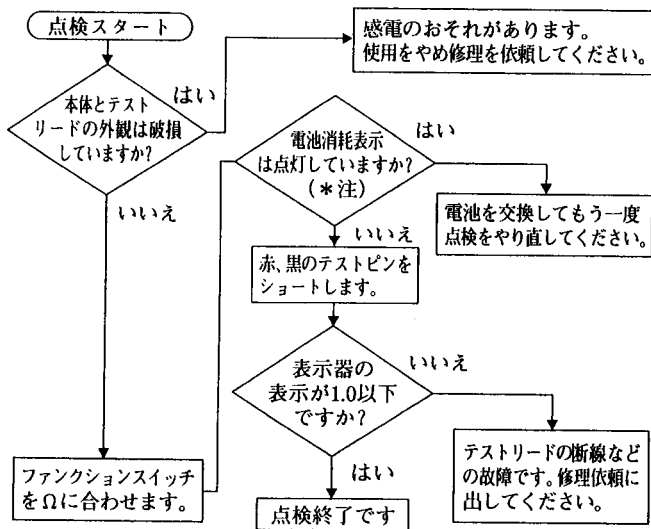 点検スタート
本体とテスト
リードの外観は破損
していますか?
はい
感電のおそれがあります。
使用をやめ修理を依頼してください。
いいえ
ファンクションスイッチ
をΩに合わせます。
電池消耗表示
は点灯していますか?
(*注)
はい
電池を交換してもう一度
点検をやり直してください。
いいえ
赤、黒のテストピンを
ショートします。
表示器の
表示が1.0以下
ですか?
いいえ
テストリードの断線など
の故障です。修理依頼に
出してください。
はい
点検終了です